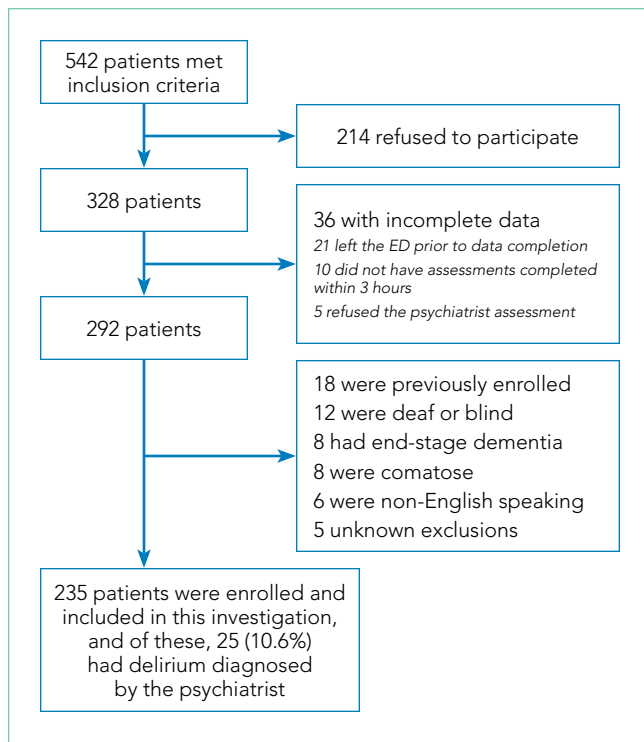 542 patients met
inclusion criteria
214 refused to participate
328 patients
36 with incomplete data
21 left the ED prior to data completion
10 did not have assessments completed
within 3 hours
5 refused the psychiatrist assessment
292 patients
18 were previously enrolled
12 were deaf or blind
8 had end-stage dementia
8 were comatose
6 were non-English speaking
5 unknown exclusions
235 patients were enrolled and
included in this investigation,
and of these, 25 (10.6%)
had delirium diagnosed
by the psychiatrist